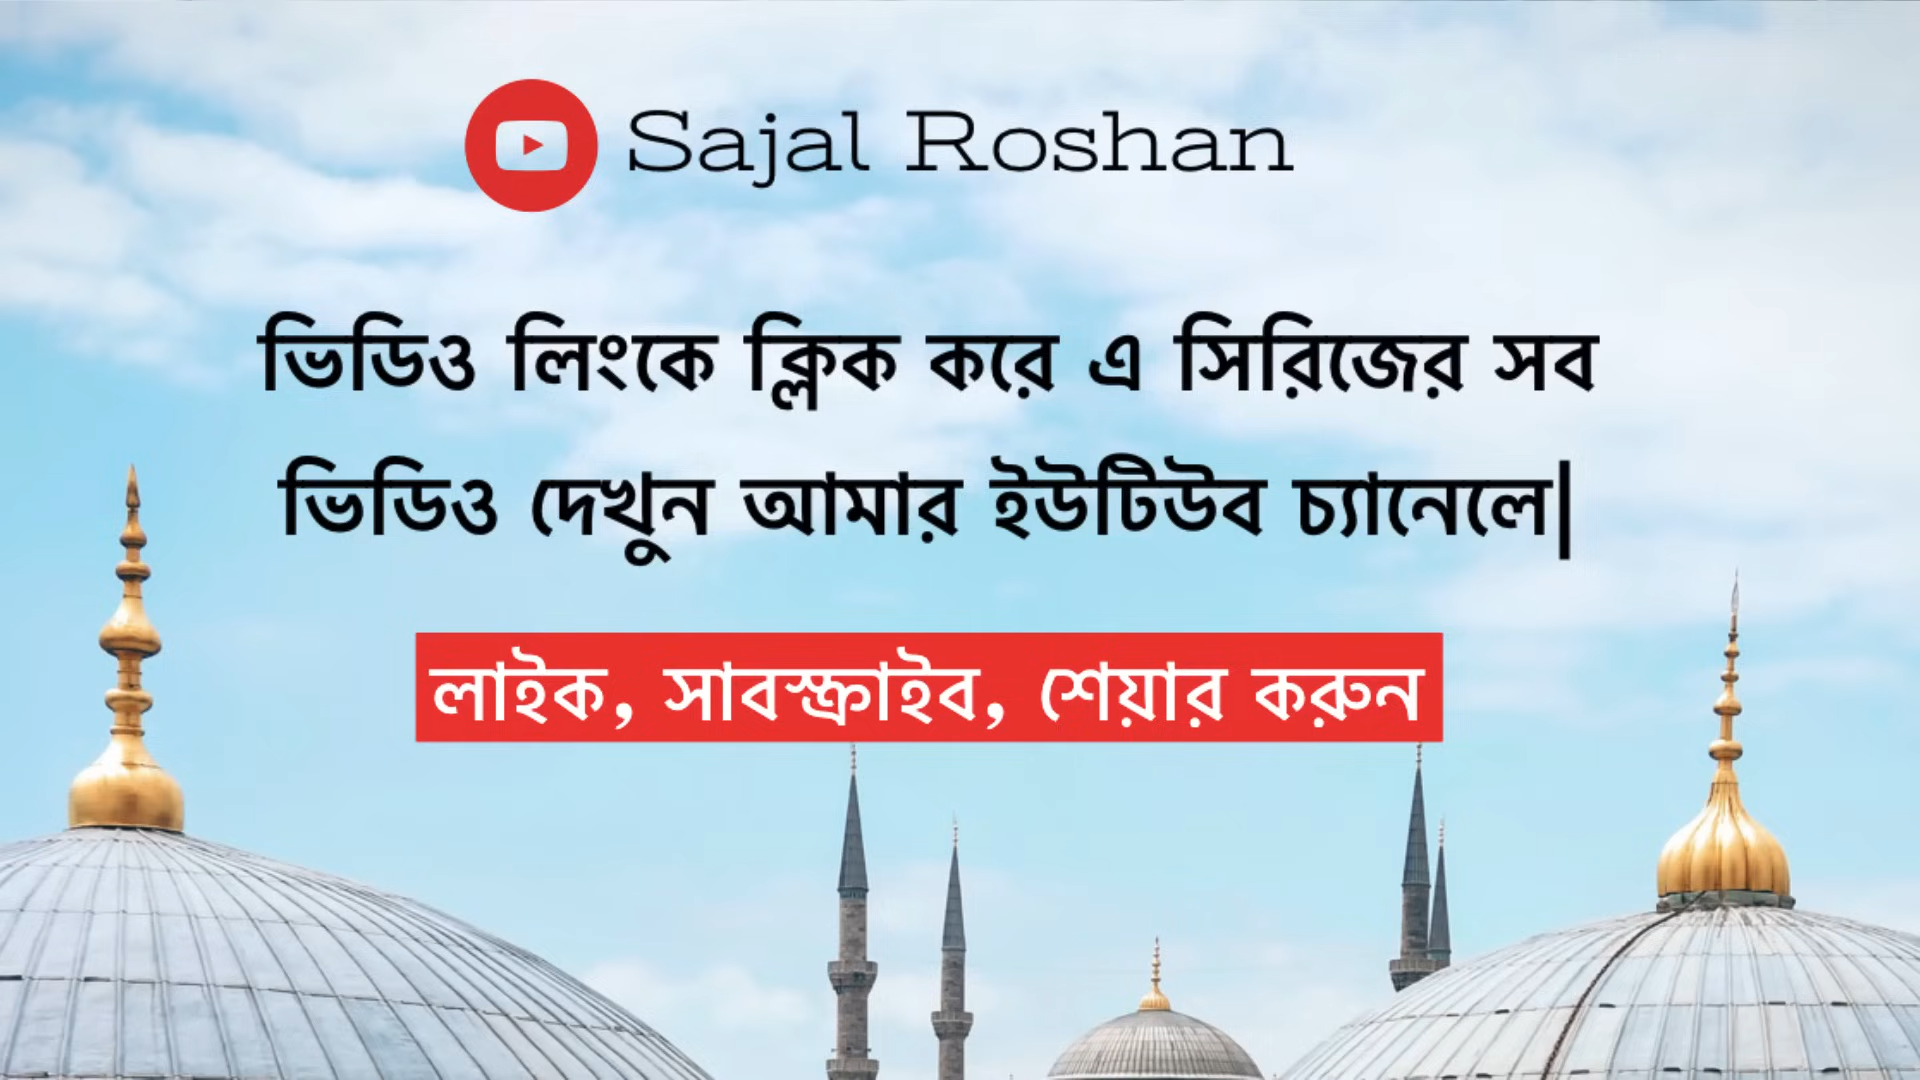 Sajal Roshan
ভিডিও লিংকে ক্লিক করে এ সিরিজের সব
ভিডিও দেখুন আমার ইউটিউব চ্যানেলে|
লাইক, সাবস্ক্রাইব, শেয়ার করুন